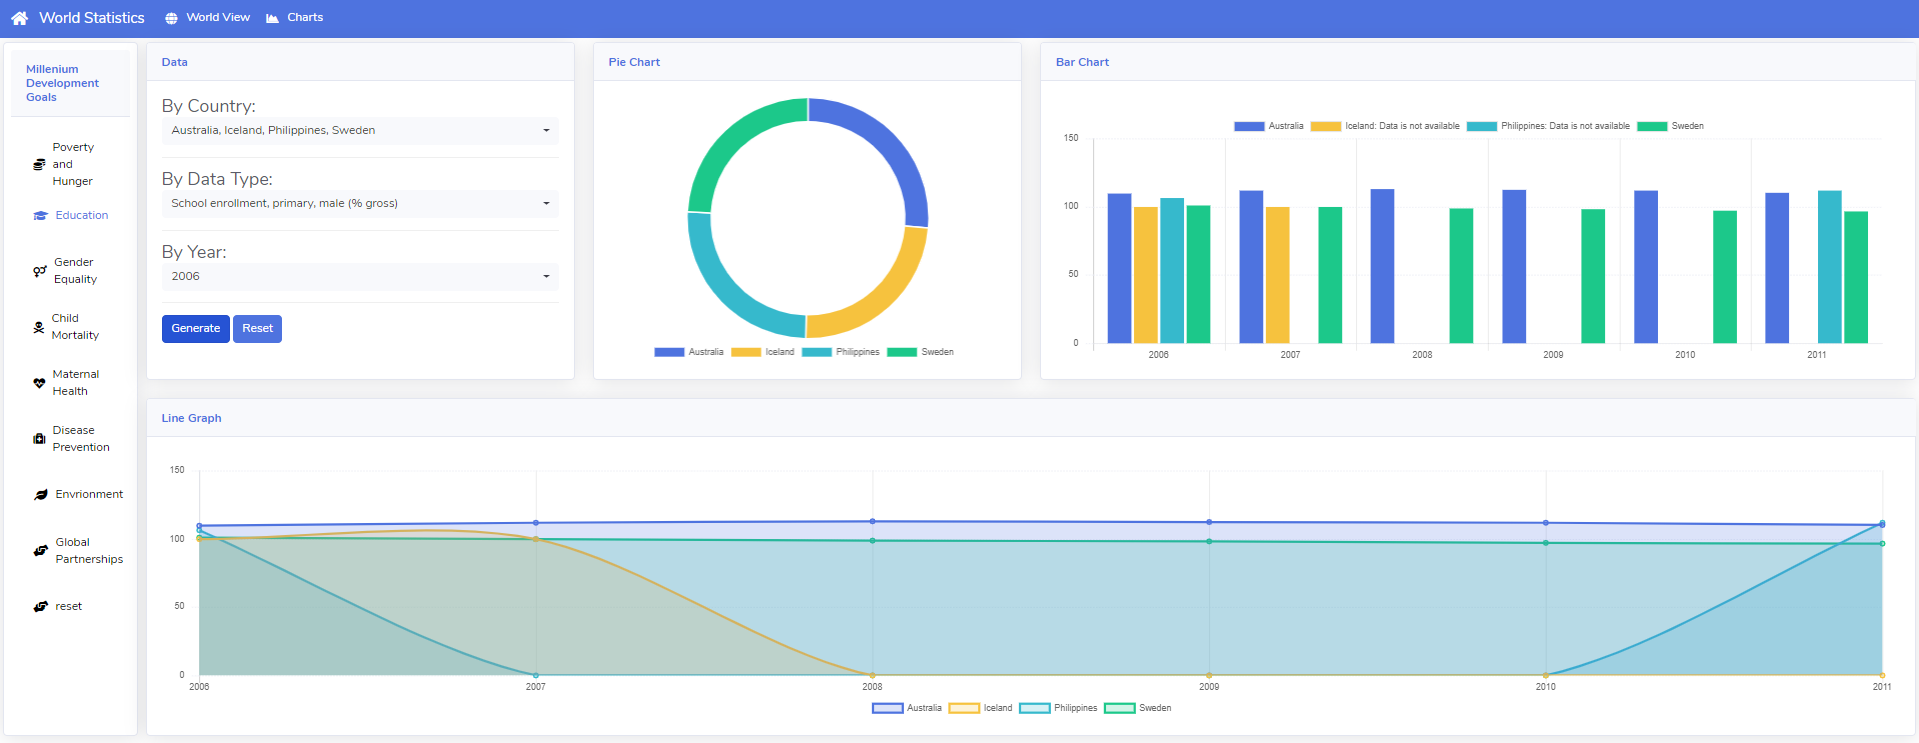 World Statistics World View Charts
Millenium
Development
Goals
Poverty
and
Hunger
Education
Gender
Equality
Child
Mortality
Maternal
Health
Disease
Prevention
Envrionment
Global
Partnerships
reset
Data
By Country:
Australia, Iceland, Philippines, Sweden
By Data Type:
School enrollment, primary, male (% gross)
By Year:
2006
Generate Reset
Pie Chart
Australia Iceland Philippines Sweden
Bar Chart
Australia Iceland: Data is not available Philippines: Data is not available Sweden
150
100
50
0
2006 2007 2008 2009 2010 2011
Line Graph
150
100
50
0
2006 2007 2008 2009 2010 2011
Australia Iceland Philippines Sweden